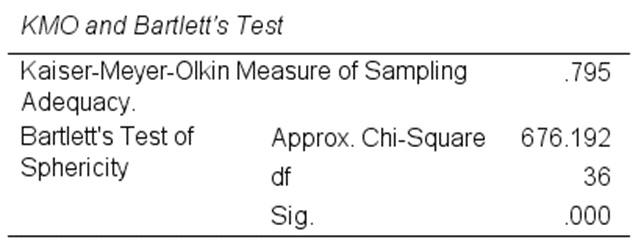 KMO and Bartlett's Test
Kaiser-Meyer-Olkin Measure of Sampling .795
Adequacy.
Bartlett's Test of Approx. Chi-Square 676.192
Sphericity df 36
Sig. .000